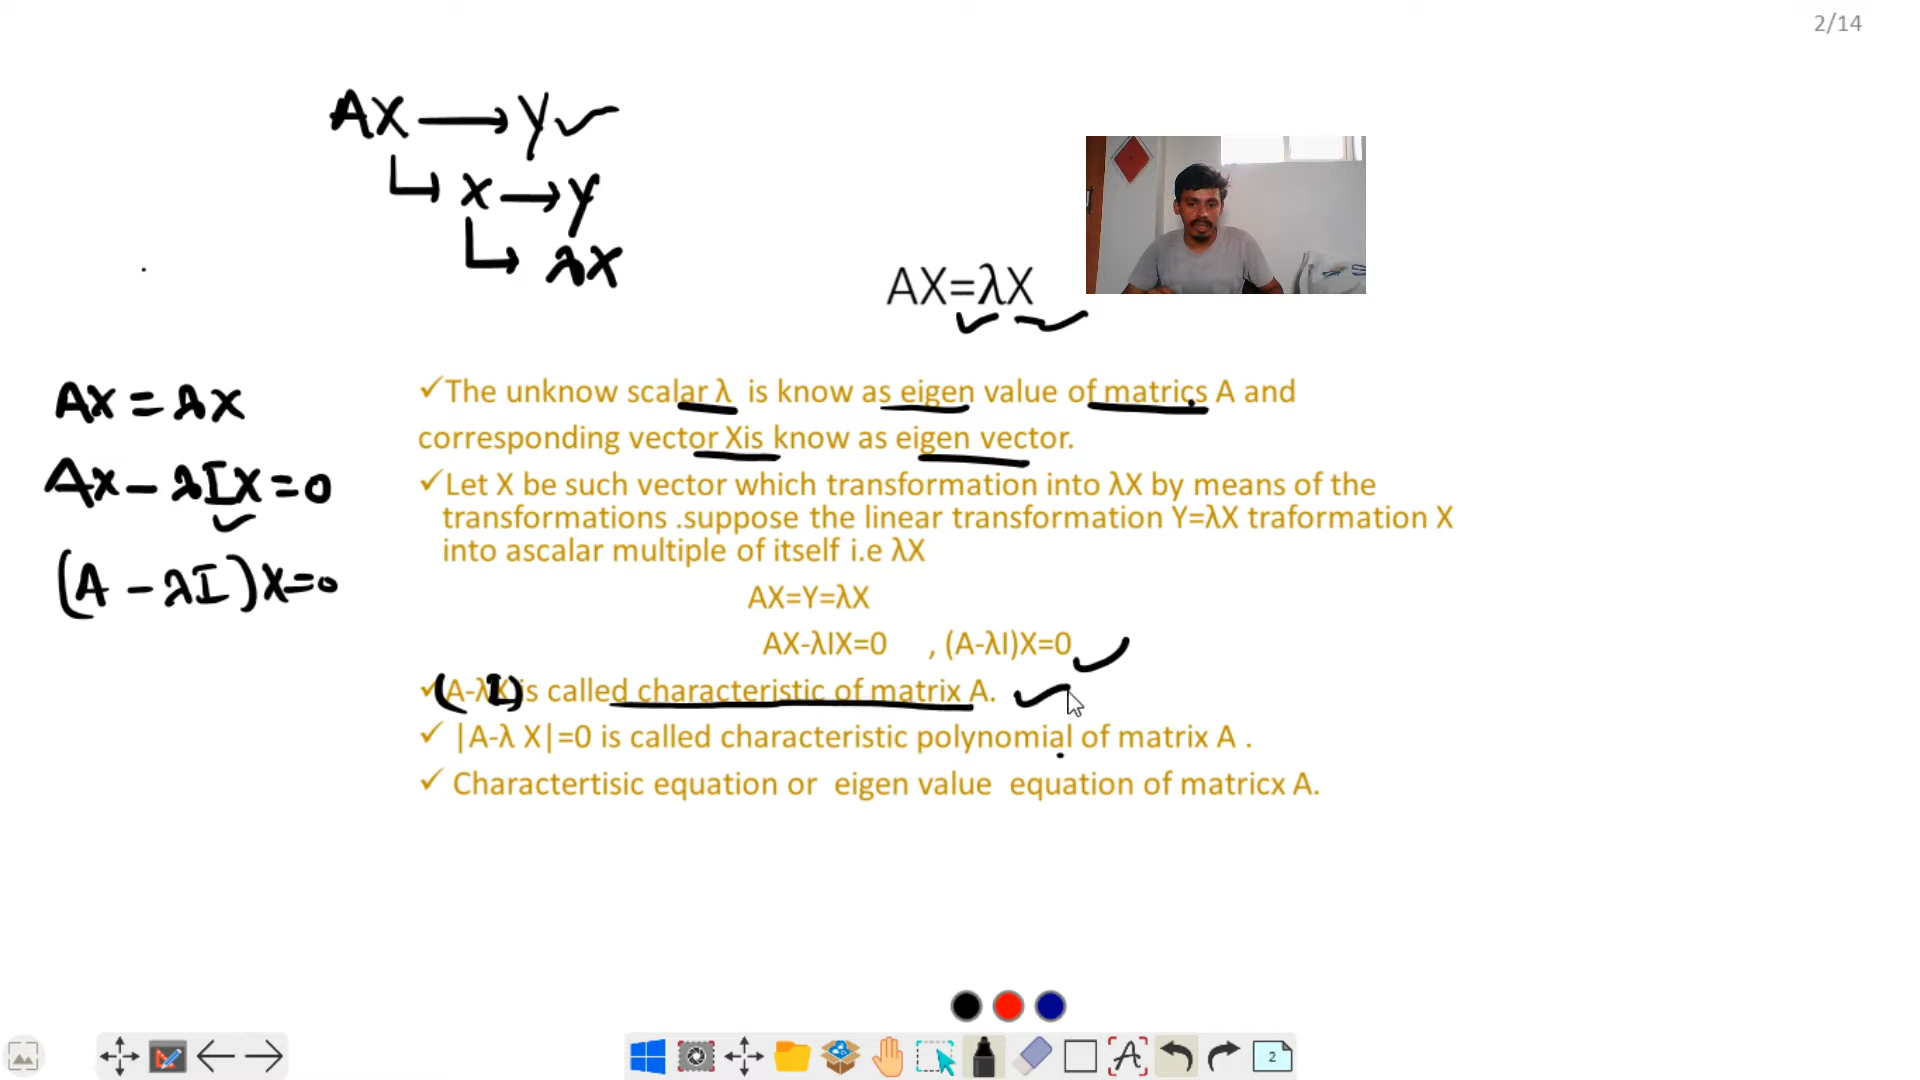 2/14
AX → Y ✓
↳ X → Y
↳ λX
AX=λX
AX = λX
AX - λIX = 0
(A - λI)X=0
✓The unknow scalar λ is know as eigen value of matrics A and
corresponding vector Xis know as eigen vector.
✓Let X be such vector which transformation into λX by means of the
transformations .suppose the linear transformation Y=λX traformation X
into ascalar multiple of itself i.e λX
AX=Y=λX
AX-λIX=0 , (A-λI)X=0
✓(A-λI) is called characteristic of matrix A.
✓ |A-λ X|=0 is called characteristic polynomial of matrix A .
✓ Charactertisic equation or eigen value equation of matricx A.
A
2